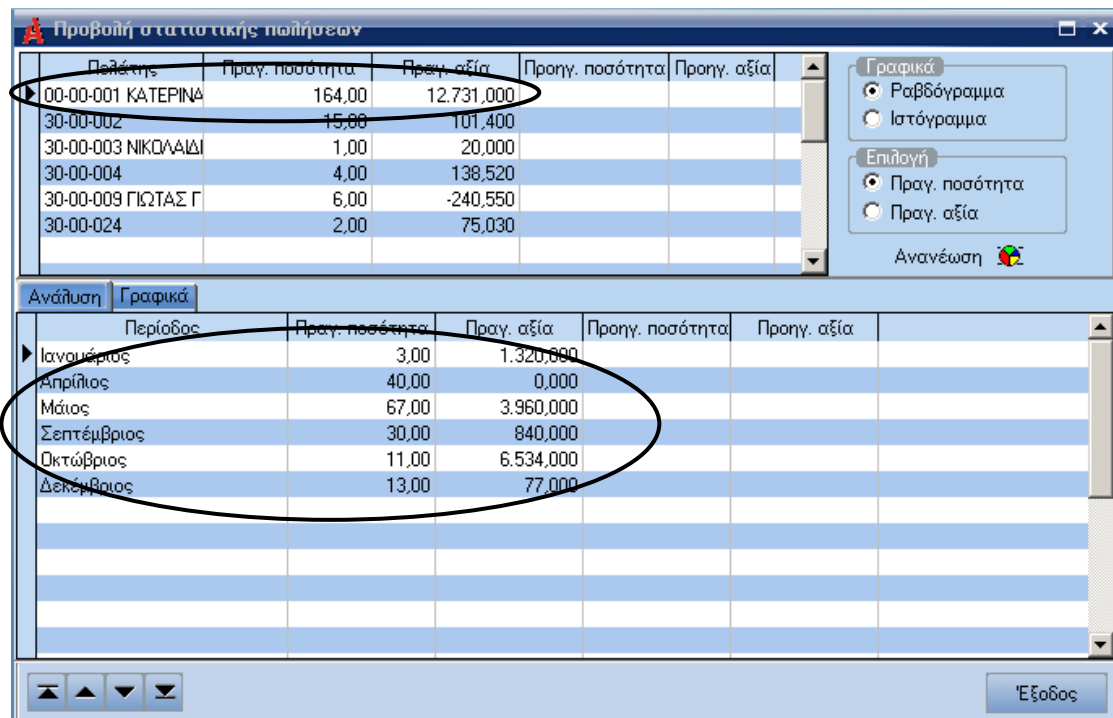 Προβολή στατιστικής πωλήσεων
Πελάτης Πραγ. ποσότητα Πραγ. αξία Προηγ. ποσότητα Προηγ. αξία
00-00-001 ΚΑΤΕΡΙΝΑ 164,00 12.731,000
30-00-002 15,00 101,400
30-00-003 ΝΙΚΟΛΑΙΔΙ 1,00 20,000
30-00-004 4,00 138,520
30-00-009 ΓΙΩΤΑΣ Γ 6,00 -240,550
30-00-024 2,00 75,030
Γραφικά
Ραβδόγραμμα
Ιστόγραμμα
Επιλογή
Πραγ. ποσότητα
Πραγ. αξία
Ανανέωση
Ανάλυση Γραφικά
Περίοδος Πραγ. ποσότητα Πραγ. αξία Προηγ. ποσότητα Προηγ. αξία
Ιανουάριος 3,00 1.320,000
Απρίλιος 40,00 0,000
Μάιος 67,00 3.960,000
Σεπτέμβριος 30,00 840,000
Οκτώβριος 11,00 6.534,000
Δεκέμβριος 13,00 77,000
Έξοδος